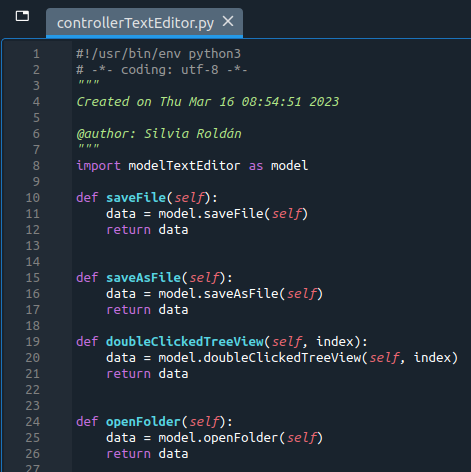 controllerTextEditor.py
1 #!/usr/bin/env python3
2 # -*- coding: utf-8 -*-
3 """
4 Created on Thu Mar 16 08:54:51 2023
5
6 @author: Silvia Roldán
7 """
8 import modelTextEditor as model
9
10 def saveFile(self):
11     data = model.saveFile(self)
12     return data
13
14
15 def saveAsFile(self):
16     data = model.saveAsFile(self)
17     return data
18
19 def doubleClickedTreeView(self, index):
20     data = model.doubleClickedTreeView(self, index)
21     return data
22
23
24 def openFolder(self):
25     data = model.openFolder(self)
26     return data
27